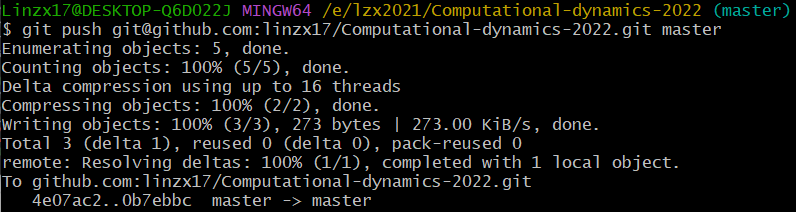 Linzx17@DESKTOP-Q6DO22J MINGW64 /e/lzx2021/Computational-dynamics-2022 (master)
$ git push git@github.com:linzx17/Computational-dynamics-2022.git master
Enumerating objects: 5, done.
Counting objects: 100% (5/5), done.
Delta compression using up to 16 threads
Compressing objects: 100% (2/2), done.
Writing objects: 100% (3/3), 273 bytes | 273.00 KiB/s, done.
Total 3 (delta 1), reused 0 (delta 0), pack-reused 0
remote: Resolving deltas: 100% (1/1), completed with 1 local object.
To github.com:linzx17/Computational-dynamics-2022.git
   4e07ac2..0b7ebbc  master -> master